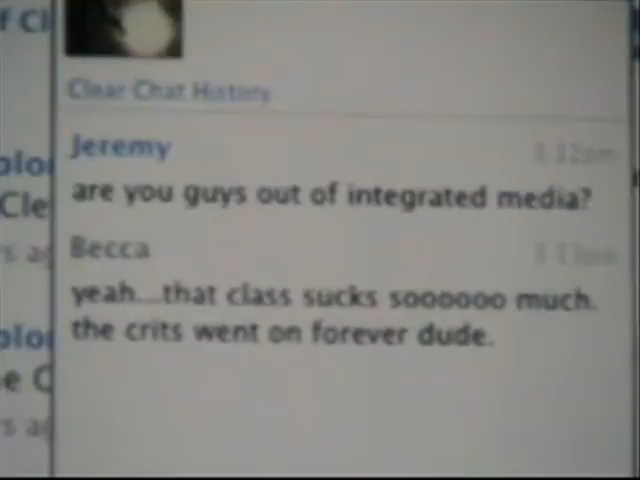 Clear Chat History
Jeremy
are you guys out of integrated media?
Becca
yeah...that class sucks soooooo much.
the crits went on forever dude.